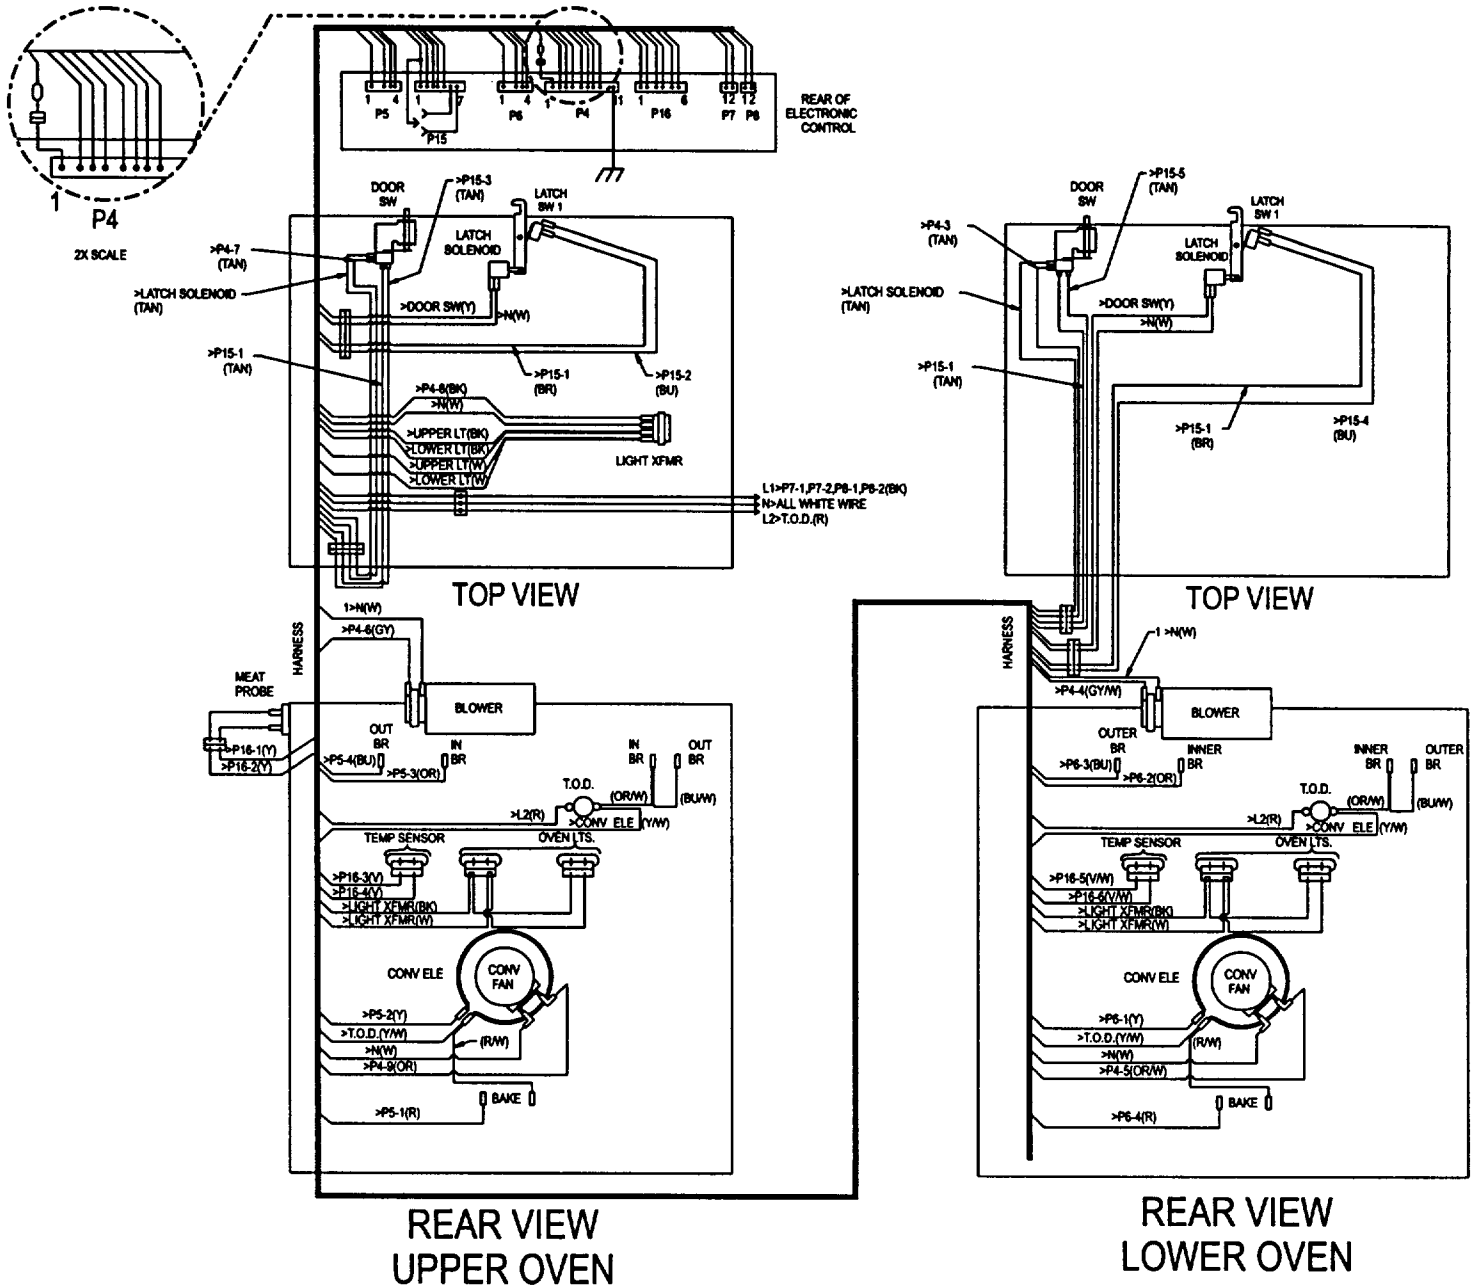 1
P4
2X SCALE
1 4
P5
1 7
P15
1 4
P6
1 11
P4
1 6
P16
12
P7
12
P8
REAR OF
ELECTRONIC
CONTROL
DOOR
SW
>P15-3
(TAN)
LATCH
SW 1
LATCH
SOLENOID
>P4-7
(TAN)
>LATCH SOLENOID
(TAN)
>DOOR SW(Y)
>N(W)
>P15-1
(TAN)
>P15-1
(BR)
>P15-2
(BU)
>P4-8(BK)
>N(W)
>UPPER LT(BK)
>LOWER LT(BK)
>UPPER LT(W)
>LOWER LT(W)
LIGHT XFMR
L1>P7-1,P7-2,P8-1,P8-2(BK)
N>ALL WHITE WIRE
L2>T.O.D.(R)
TOP VIEW
DOOR
SW
>P15-5
(TAN)
LATCH
SW 1
LATCH
SOLENOID
>P4-3
(TAN)
>LATCH SOLENOID
(TAN)
>DOOR SW(Y)
>N(W)
>P15-1
(TAN)
>P15-1
(BR)
>P15-4
(BU)
TOP VIEW
HARNESS
1>N(W)
>P4-6(GY)
MEAT
PROBE
BLOWER
>P16-1(Y)
>P16-2(Y)
OUT
BR
IN
BR
>P5-4(BU)
>P5-3(OR)
IN
BR
OUT
BR
T.O.D.
(OR/W)
(BU/W)
>L2(R)
>CONV ELE (Y/W)
TEMP SENSOR
OVEN LTS.
>P16-3(V)
>P16-4(V)
>LIGHT XFMR(BK)
>LIGHT XFMR(W)
CONV ELE
CONV
FAN
>P5-2(Y)
>T.O.D.(Y/W)
(R/W)
>N(W)
>P4-9(OR)
BAKE
>P5-1(R)
REAR VIEW
UPPER OVEN
HARNESS
1 >N(W)
>P4-4(GY/W)
BLOWER
OUTER
BR
INNER
BR
>P6-3(BU)
>P6-2(OR)
INNER
BR
OUTER
BR
T.O.D.
(OR/W)
(BU/W)
>L2(R)
>CONV ELE (Y/W)
TEMP SENSOR
OVEN LTS.
>P16-5(V/W)
>P16-6(V/W)
>LIGHT XFMR(BK)
>LIGHT XFMR(W)
CONV ELE
CONV
FAN
>P6-1(Y)
>T.O.D.(Y/W)
(R/W)
>N(W)
>P4-5(OR/W)
BAKE
>P6-4(R)
REAR VIEW
LOWER OVEN